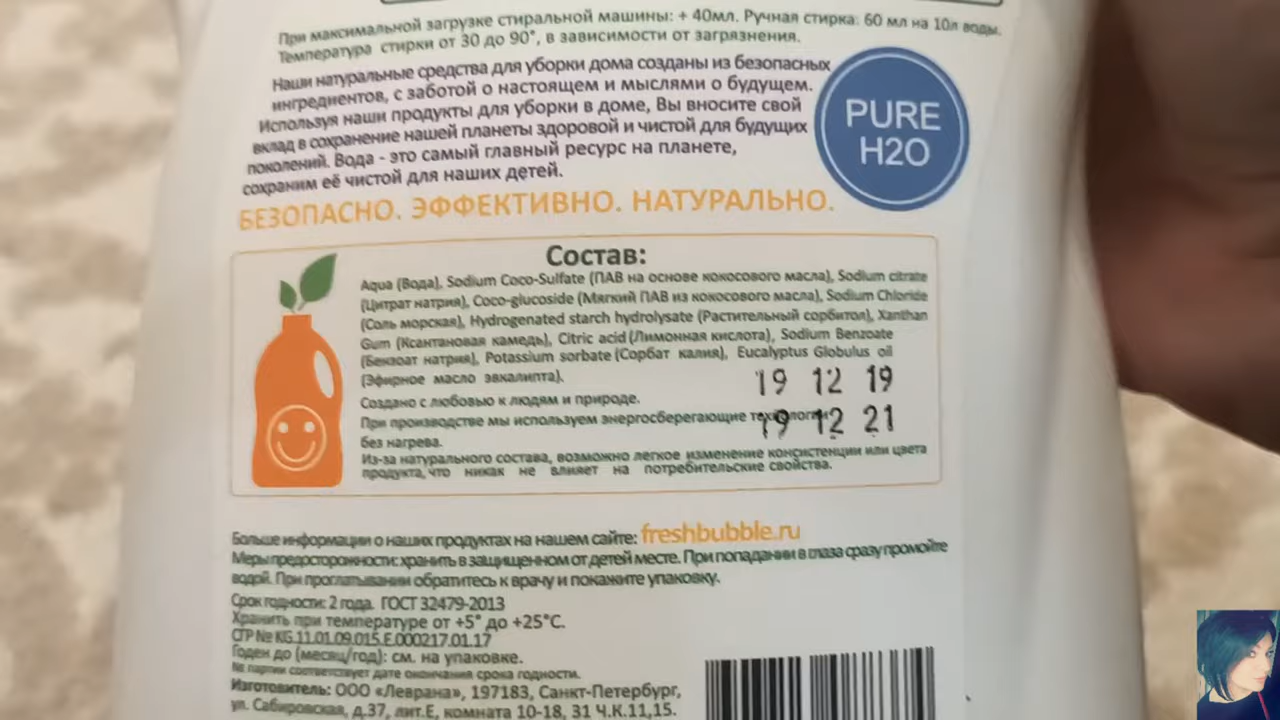 При максимальной загрузке стиральной машины: + 40мл. Ручная стирка: 60 мл на 10л воды.
Температура стирки от 30 до 90°, в зависимости от загрязнения.
Наши натуральные средства для уборки дома созданы из безопасных
ингредиентов, с заботой о настоящем и мыслями о будущем.
Используя наши продукты для уборки в доме, Вы вносите свой
вклад в сохранение нашей планеты здоровой и чистой для будущих
поколений. Вода - это самый главный ресурс на планете,
сохраним её чистой для наших детей.
PURE
H2O
БЕЗОПАСНО. ЭФФЕКТИВНО. НАТУРАЛЬНО.
Состав:
Aqua (Вода), Sodium Coco-Sulfate (ПАВ на основе кокосового масла), Sodium citrate
(Цитрат натрия), Coco-glucoside (Мягкий ПАВ из кокосового масла), Sodium Chloride
(Соль морская), Hydrogenated starch hydrolysate (Растительный сорбитол), Xanthan
Gum (Ксантановая камедь), Citric acid (Лимонная кислота), Sodium Benzoate
(Бензоат натрия), Potassium sorbate (Сорбат калия), Eucalyptus Globulus oil
(Эфирное масло эвкалипта).
19 12 19
Создано с любовью к людям и природе.
При производстве мы используем энергосберегающие технологии
19 12 21
без нагрева.
Из-за натурального состава, возможно легкое изменение консистенции или цвета
продукта, что никак не влияет на потребительские свойства.
Больше информации о наших продуктах на нашем сайте: freshbubble.ru
Меры предосторожности: хранить в защищенном от детей месте. При попадании в глаза сразу промойте
водой. При проглатывании обратитесь к врачу и покажите упаковку.
Срок годности: 2 года. ГОСТ 32479-2013
Хранить при температуре от +5° до +25°С.
СГР № KG.11.01.09.015.E.000217.01.17
Годен до (месяц/год): см. на упаковке.
№ партии соответствует дате окончания срока годности.
Изготовитель: ООО «Леврана», 197183, Санкт-Петербург,
ул. Сабировская, д.37, лит.Е, комната 10-18, 31 Ч.К.11,15.